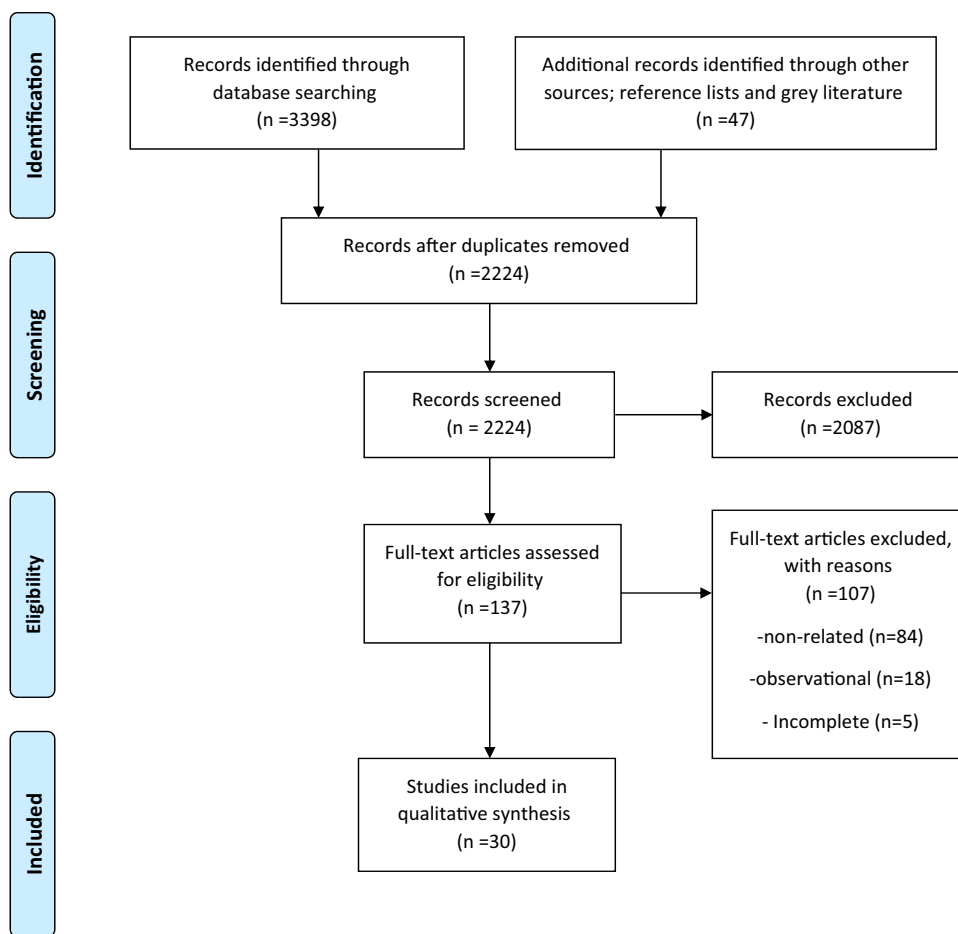 Identification
Records identified through
database searching
(n =3398)
Additional records identified through other
sources; reference lists and grey literature
(n =47)
Records after duplicates removed
(n =2224)
Screening
Records screened
(n = 2224)
Records excluded
(n =2087)
Eligibility
Full-text articles assessed
for eligibility
(n =137)
Full-text articles excluded,
with reasons
(n =107)
-non-related (n=84)
-observational (n=18)
- Incomplete (n=5)
Included
Studies included in
qualitative synthesis
(n =30)